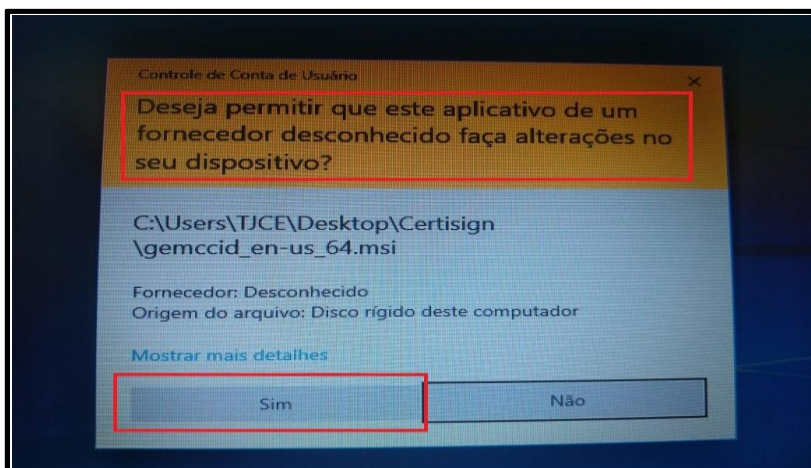 Controle de Conta de Usuário
Deseja permitir que este aplicativo de um
fornecedor desconhecido faça alterações no
seu dispositivo?
C:\Users\TJCE\Desktop\Certisign
\gemccid_en-us_64.msi
Fornecedor: Desconhecido
Origem do arquivo: Disco rígido deste computador
Mostrar mais detalhes
Sim
Não